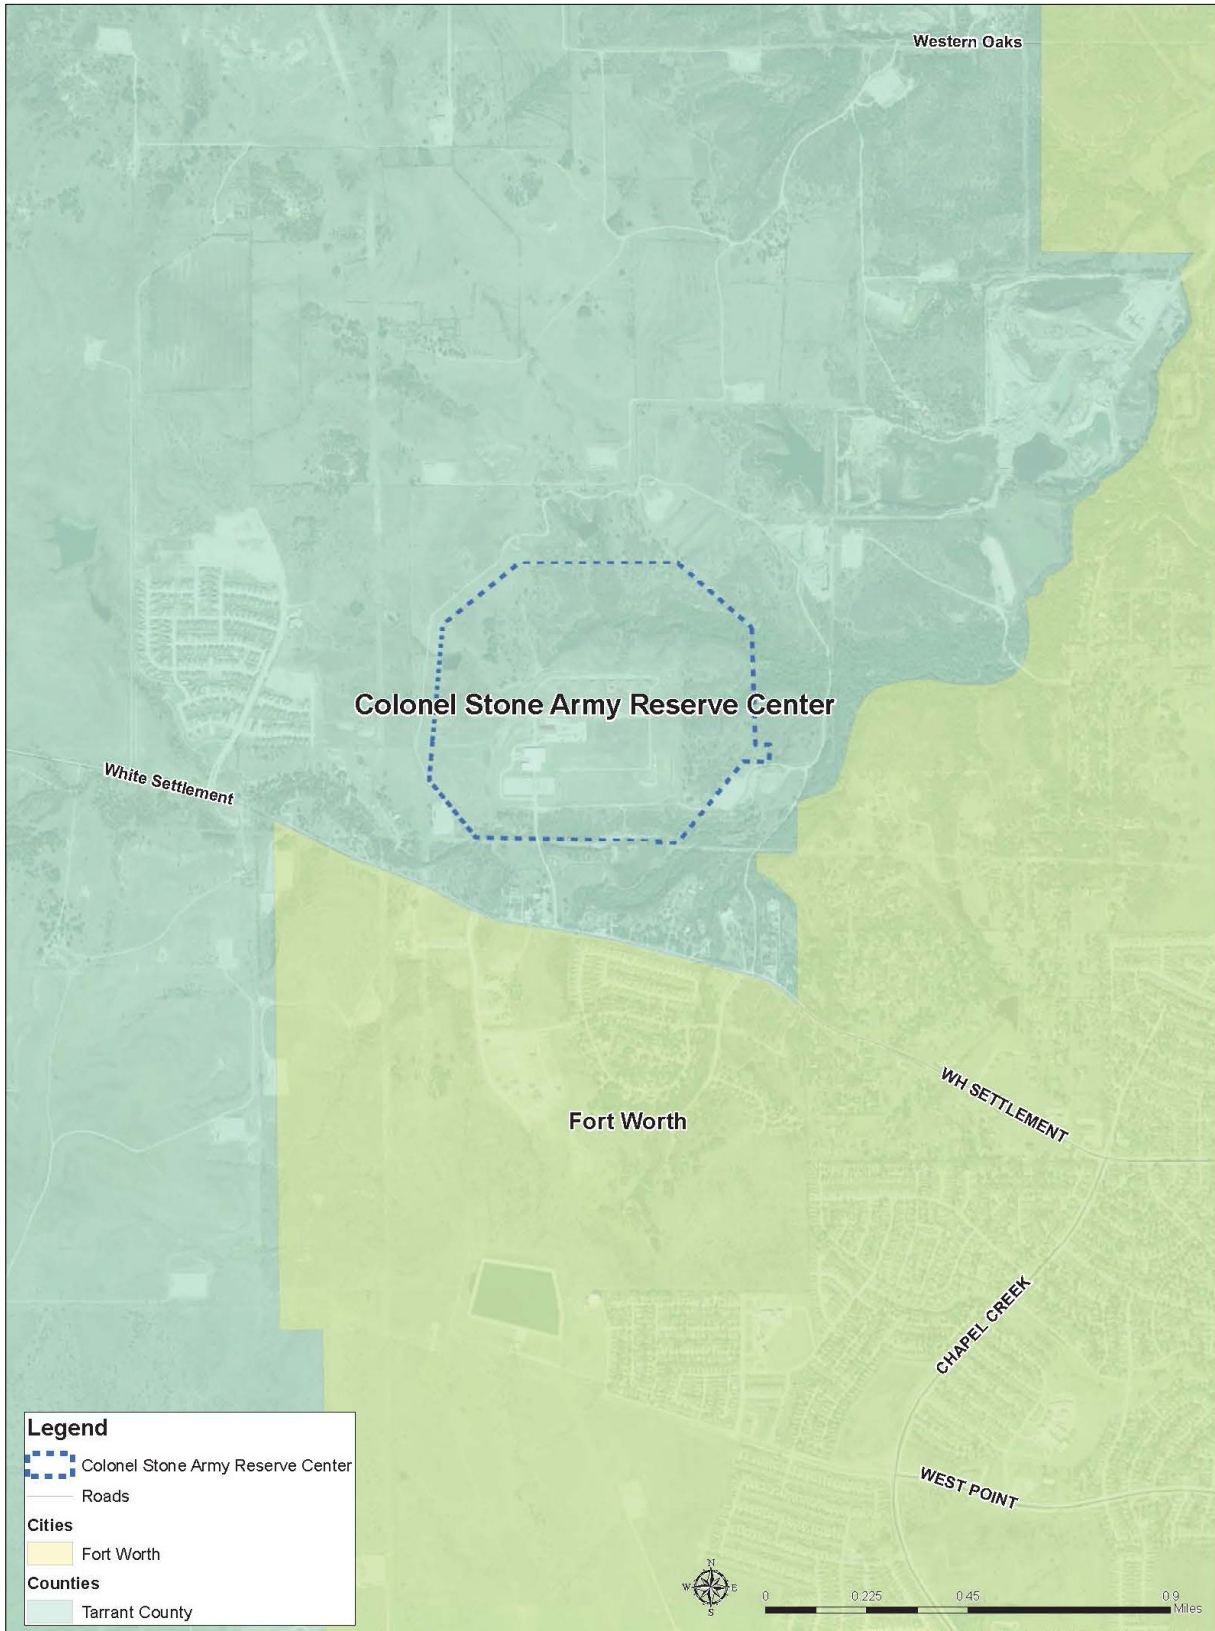 Western Oaks
Colonel Stone Army Reserve Center
White Settlement
WH SETTLEMENT
Fort Worth
CHAPEL CREEK
WEST POINT
Legend
Colonel Stone Army Reserve Center
Roads
Cities
Fort Worth
Counties
Tarrant County
N
W E
S
0 0.225 0.45 0.9
Miles